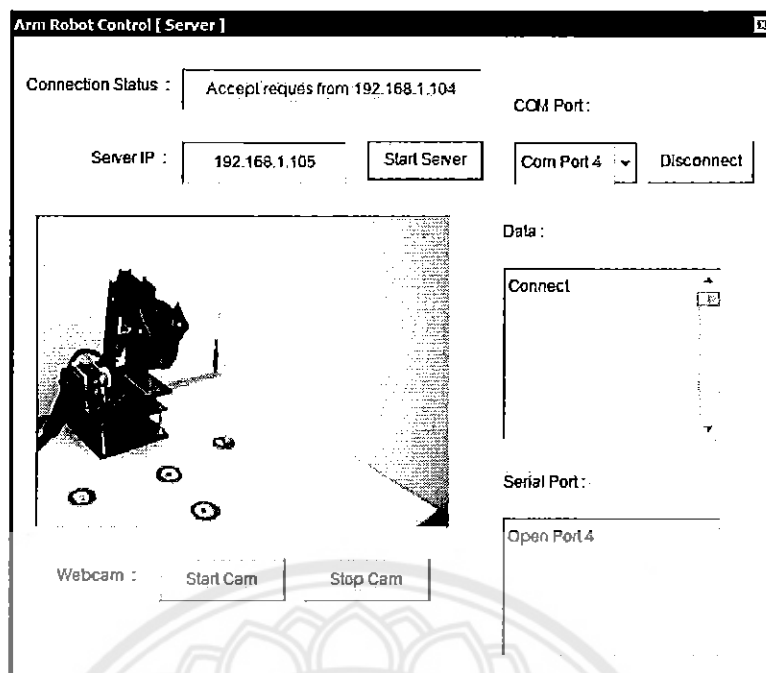 Arm Robot Control [ Server ]
Connection Status :
Accept reques from 192.168.1.104
COM Port :
Server IP :
192.168.1.105
Start Server
Com Port 4
Disconnect
Data :
Connect
Serial Port :
Open Port 4
Webcam :
Start Cam
Stop Cam